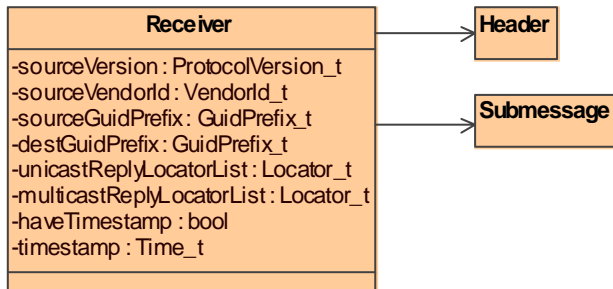 Receiver
-sourceVersion : ProtocolVersion_t
-sourceVendorId : VendorId_t
-sourceGuidPrefix : GuidPrefix_t
-destGuidPrefix : GuidPrefix_t
-unicastReplyLocatorList : Locator_t
-multicastReplyLocatorList : Locator_t
-haveTimestamp : bool
-timestamp : Time_t
Header
Submessage